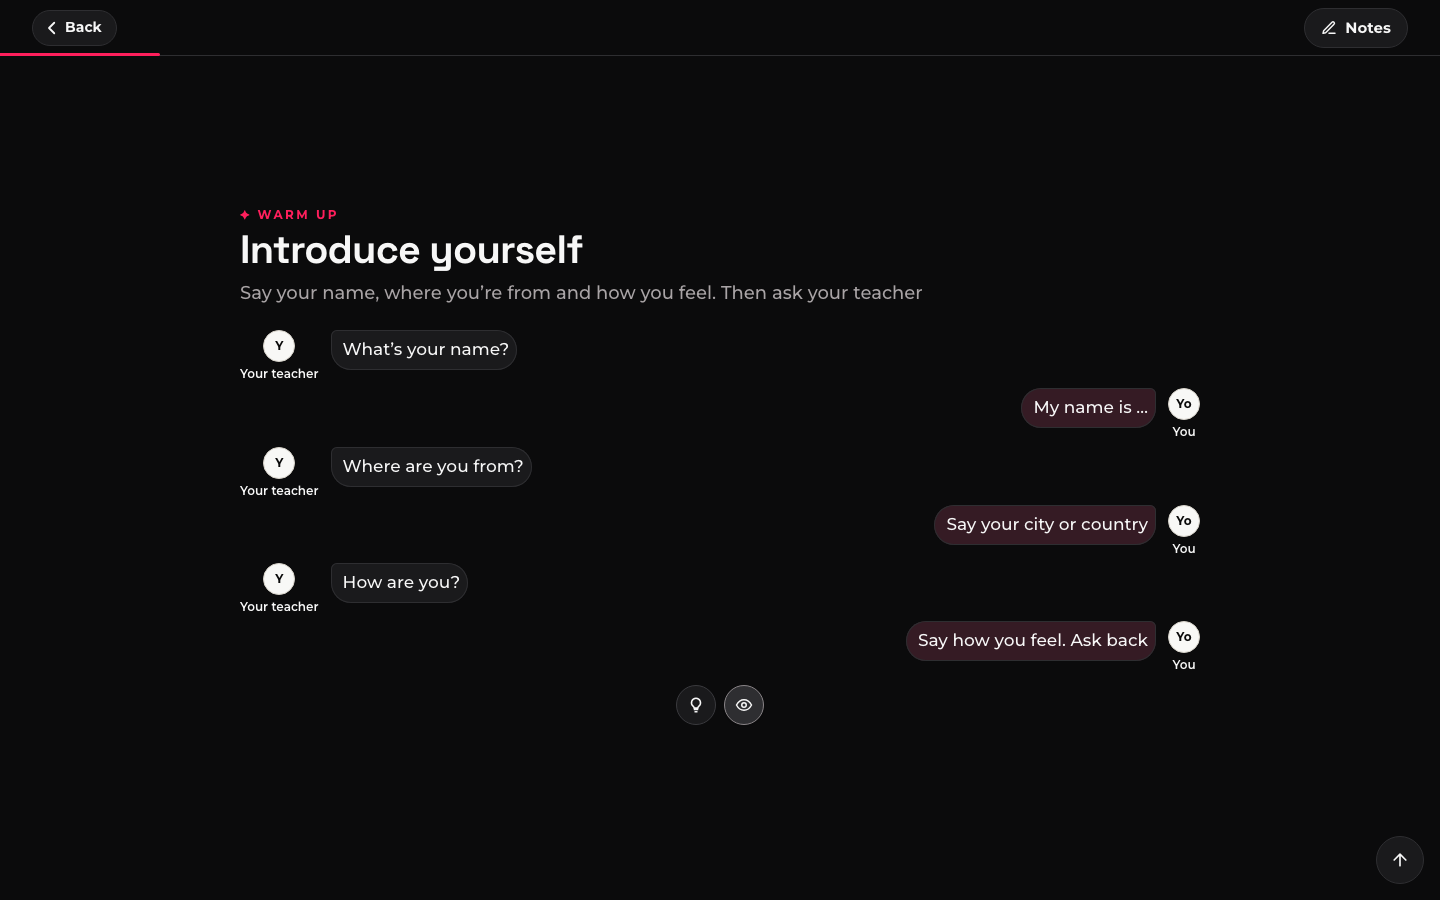 Back
Notes
WARM UP
Introduce yourself
Say your name, where you’re from and how you feel. Then ask your teacher
Y
Your teacher
What’s your name?
My name is ...
Yo
You
Y
Your teacher
Where are you from?
Say your city or country
Yo
You
Y
Your teacher
How are you?
Say how you feel. Ask back
Yo
You